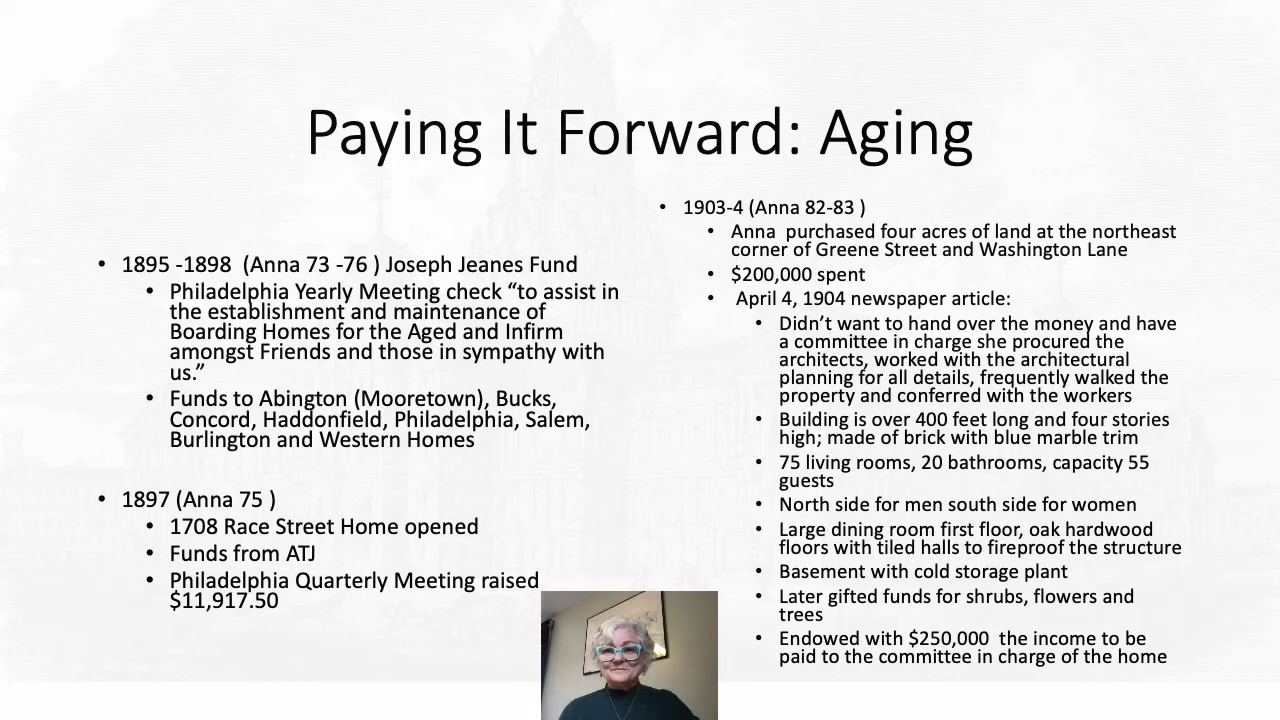 Paying It Forward: Aging
• 1895 -1898  (Anna 73 -76 ) Joseph Jeanes Fund
• Philadelphia Yearly Meeting check “to assist in
the establishment and maintenance of
Boarding Homes for the Aged and Infirm
amongst Friends and those in sympathy with
us.”
• Funds to Abington (Mooretown), Bucks,
Concord, Haddonfield, Philadelphia, Salem,
Burlington and Western Homes
• 1897 (Anna 75 )
• 1708 Race Street Home opened
• Funds from ATJ
• Philadelphia Quarterly Meeting raised
$11,917.50
• 1903-4 (Anna 82-83 )
• Anna  purchased four acres of land at the northeast
corner of Greene Street and Washington Lane
• $200,000 spent
• April 4, 1904 newspaper article:
• Didn’t want to hand over the money and have
a committee in charge she procured the
architects, worked with the architectural
planning for all details, frequently walked the
property and conferred with the workers
• Building is over 400 feet long and four stories
high; made of brick with blue marble trim
• 75 living rooms, 20 bathrooms, capacity 55
guests
• North side for men south side for women
• Large dining room first floor, oak hardwood
floors with tiled halls to fireproof the structure
• Basement with cold storage plant
• Later gifted funds for shrubs, flowers and
trees
• Endowed with $250,000  the income to be
paid to the committee in charge of the home